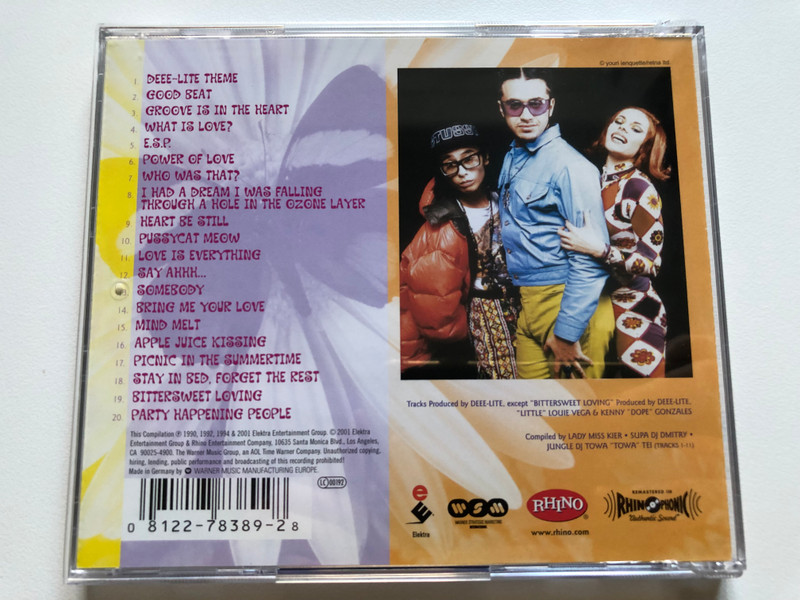 1. DEEE-LITE THEME
2. GOOD BEAT
3. GROOVE IS IN THE HEART
4. WHAT IS LOVE?
5. E.S.P.
6. POWER OF LOVE
7. WHO WAS THAT?
8. I HAD A DREAM I WAS FALLING
THROUGH A HOLE IN THE OZONE LAYER
9. HEART BE STILL
10. PUSSYCAT MEOW
11. LOVE IS EVERYTHING
12. SAY AHHH...
13. SOMEBODY
14. BRING ME YOUR LOVE
15. MIND MELT
16. APPLE JUICE KISSING
17. PICNIC IN THE SUMMERTIME
18. STAY IN BED, FORGET THE REST
19. BITTERSWEET LOVING
20. PARTY HAPPENING PEOPLE
This Compilation ℗ 1990, 1992, 1994 & 2001 Elektra Entertainment Group. © 2001 Elektra
Entertainment Group & Rhino Entertainment Company, 10635 Santa Monica Blvd., Los Angeles,
CA 90025-4900. The Warner Music Group, an AOL Time Warner Company. Unauthorized copying,
hiring, lending, public performance and broadcasting of this recording prohibited!
Made in Germany by WARNER MUSIC MANUFACTURING EUROPE.
LC 00192
0 8122-78389-2 8
STUSSY
Tracks Produced by DEEE-LITE, except "BITTERSWEET LOVING" Produced by DEEE-LITE,
"LITTLE" LOUIE VEGA & KENNY "DOPE" GONZALES
Compiled by LADY MISS KIER • SUPA DJ DMITRY •
JUNGLE DJ TOWA "TOWA" TEI (TRACKS 1-11)
e
Elektra
WSM
WARNER STRATEGIC MARKETING
RHINO
www.rhino.com
REMASTERED IN
RHINOPHONIC
"Authentic Sound"